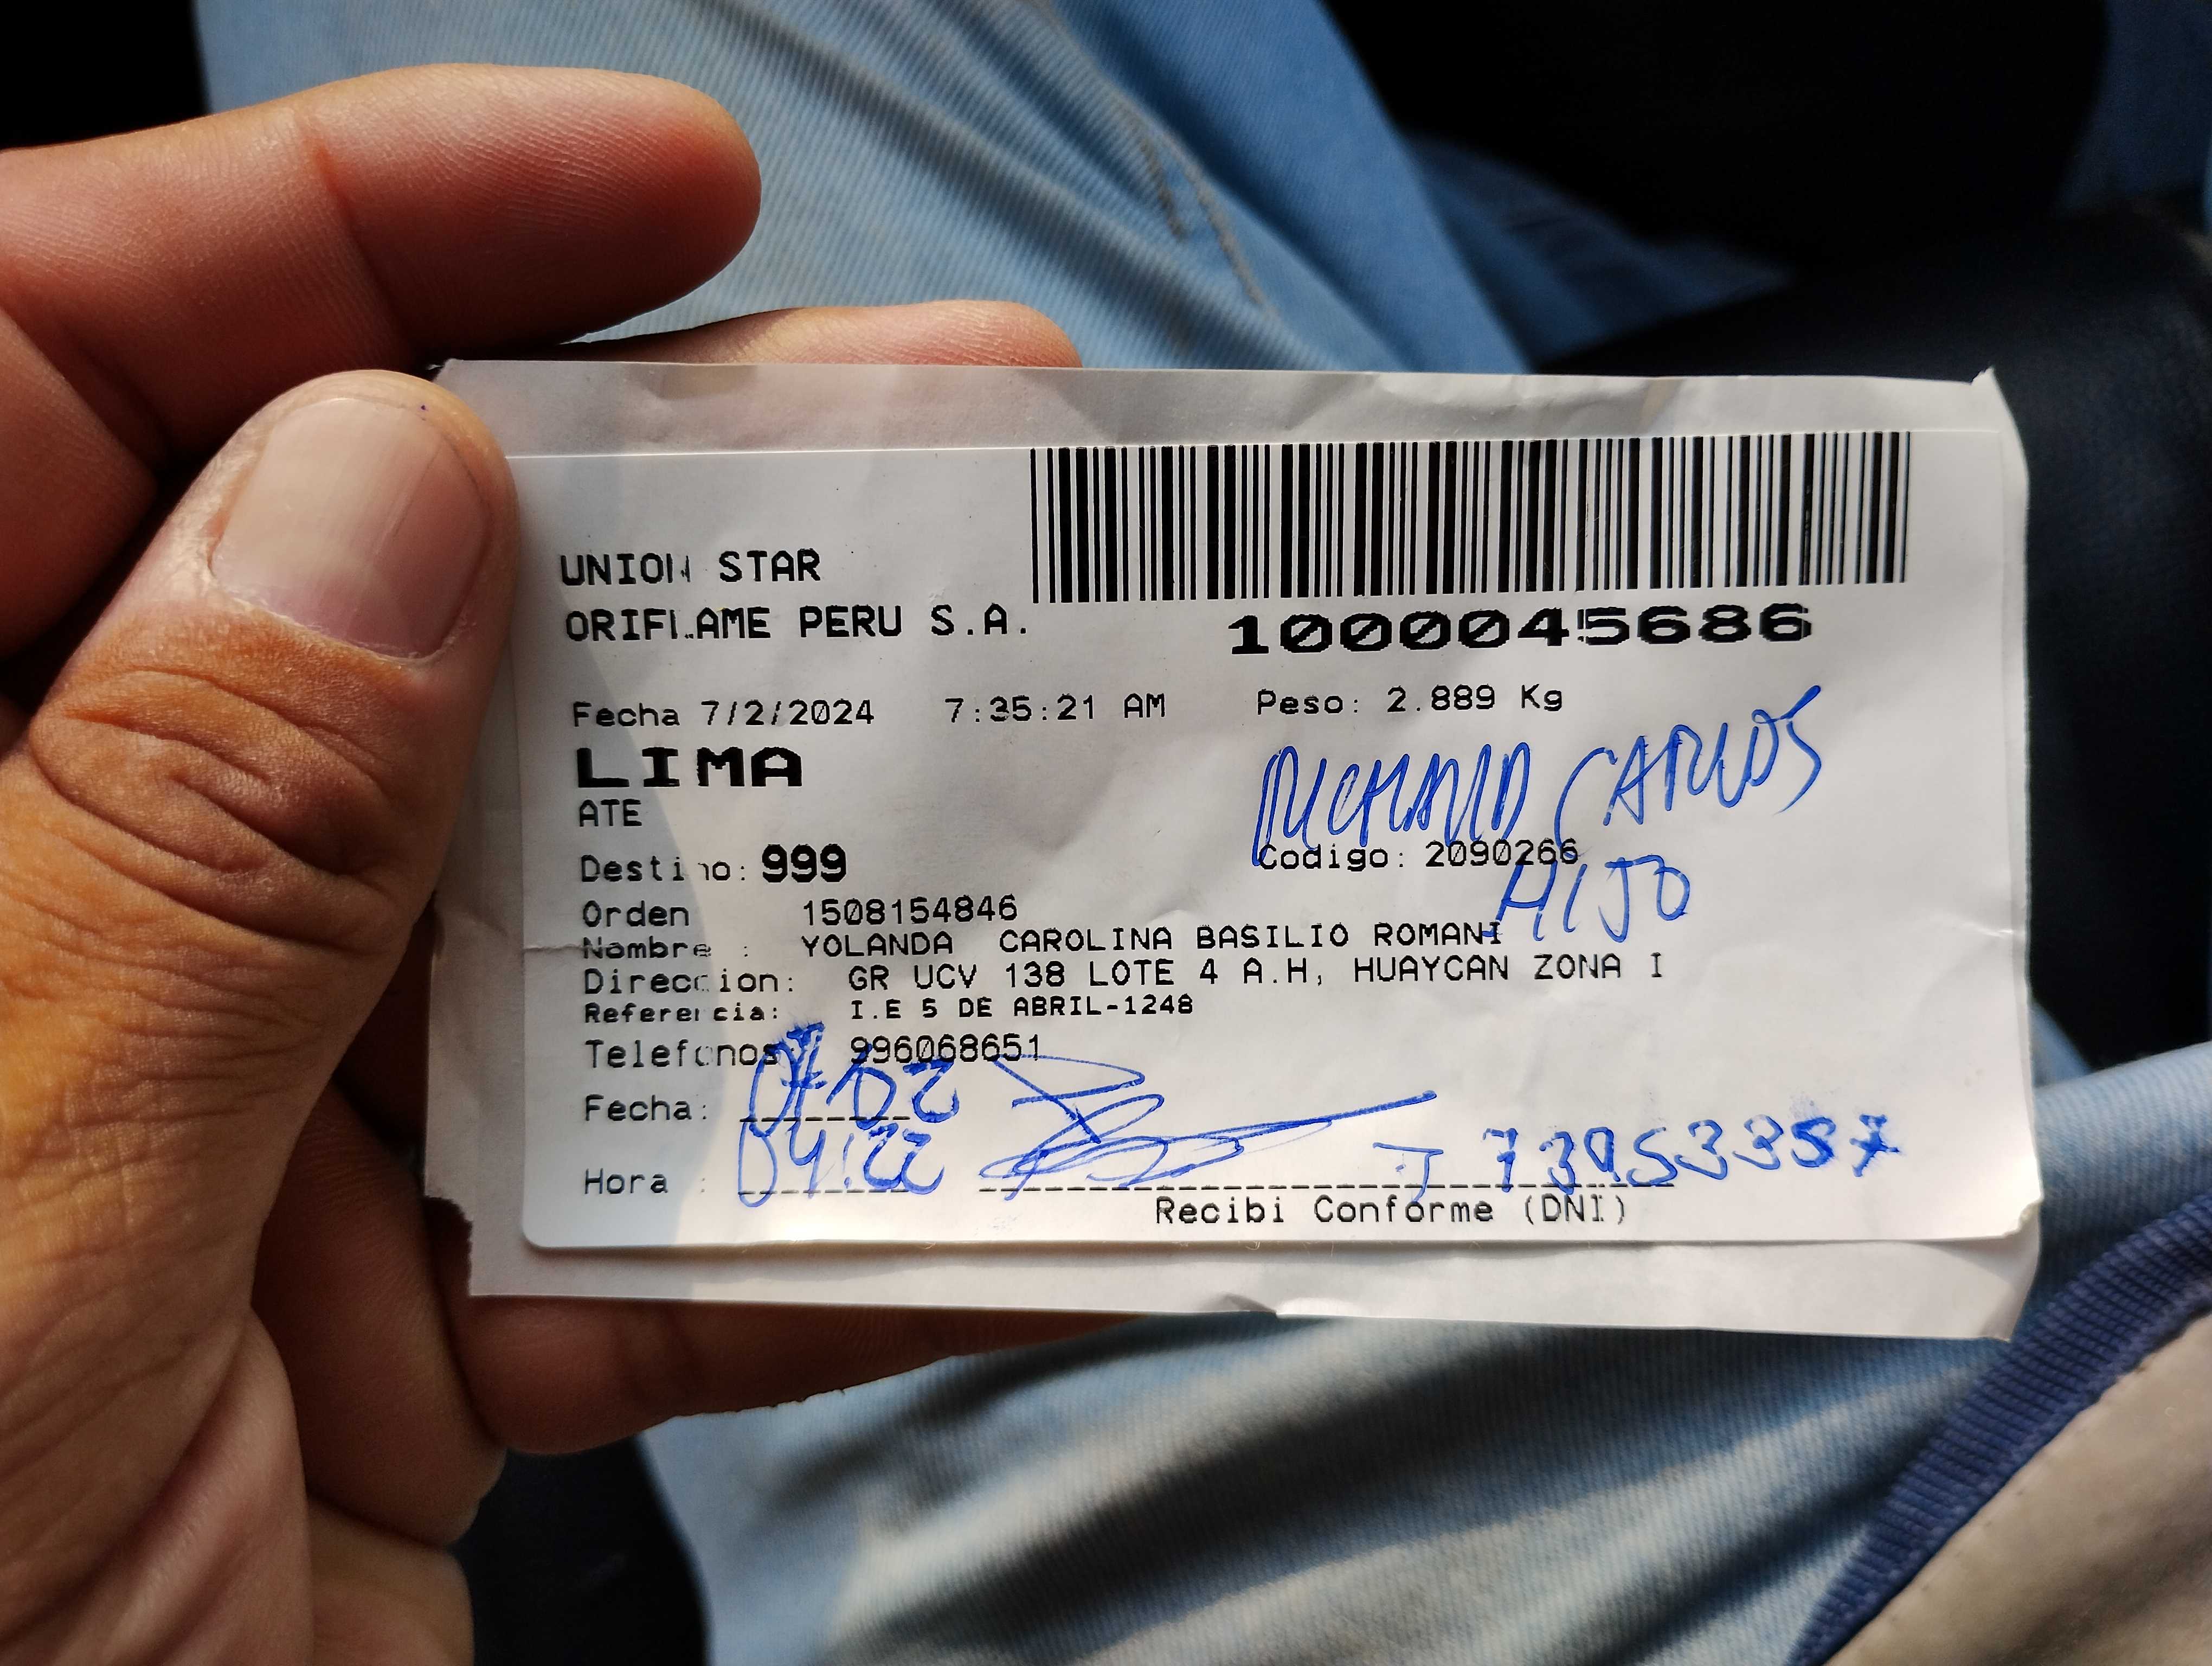 UNION STAR
ORIFLAME PERU S.A.
1000045686
Fecha 7/2/2024 7:35:21 AM Peso: 2.889 Kg
LIMA
RICHARD CARLOS
ATE
Destino: 999 Codigo: 2090266
HIJO
Orden 1508154846
Nombre : YOLANDA CAROLINA BASILIO ROMANI
Direccion: GR UCV 138 LOTE 4 A.H, HUAYCAN ZONA I
Referencia: I.E 5 DE ABRIL-1248
Telefonos: 996068651
Fecha:
Hora : 04:22
Recibi Conforme (DNI)